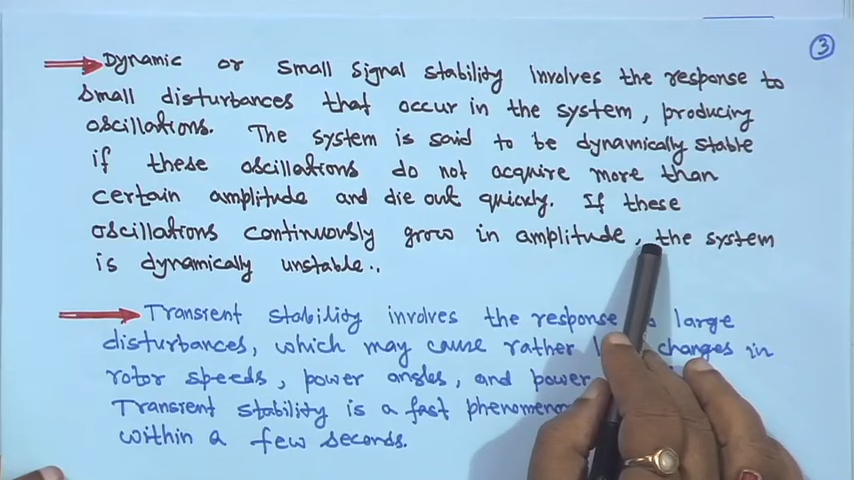 3
Dynamic or small signal stability involves the response to
small disturbances that occur in the system, producing
oscillations. The system is said to be dynamically stable
if these oscillations do not acquire more than
certain amplitude and die out quickly. If these
oscillations continuously grow in amplitude, the system
is dynamically unstable..
Transient stability involves the response large
disturbances, which may cause rather changes in
rotor speeds, power angles, and power
Transient stability is a fast
within a few seconds.